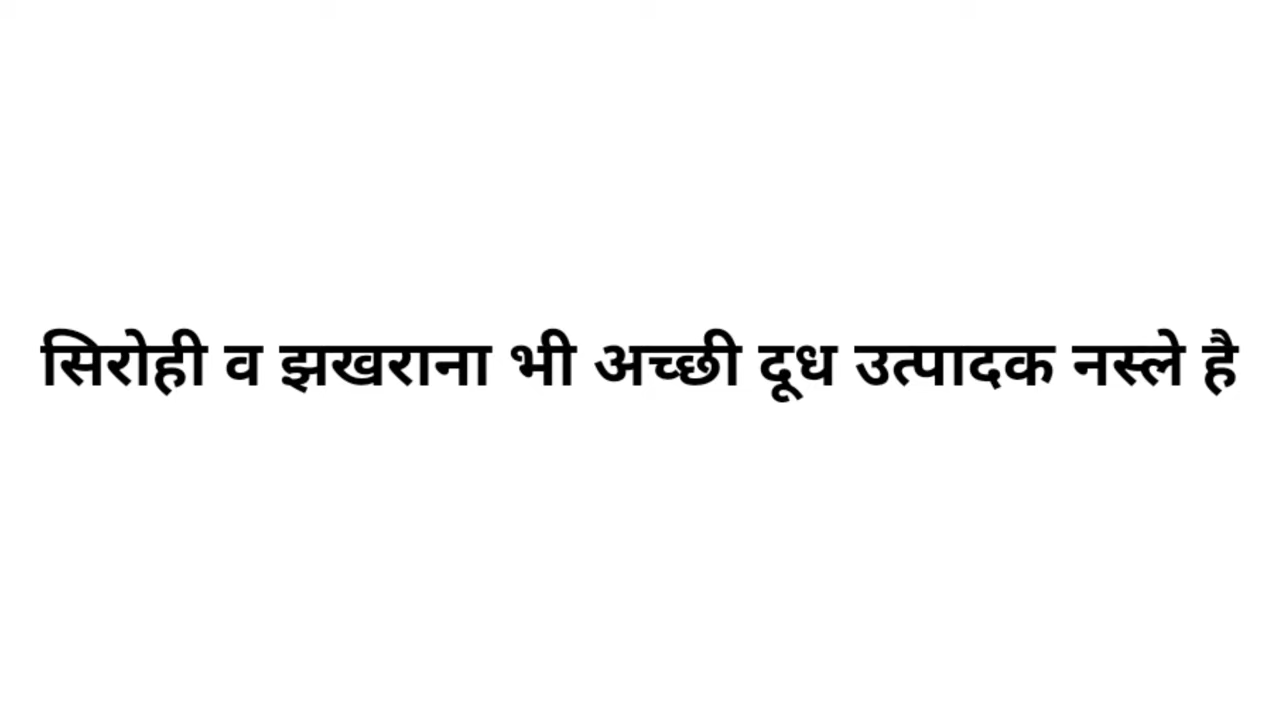 सिरोही व झखराना भी अच्छी दूध उत्पादक नस्ले है